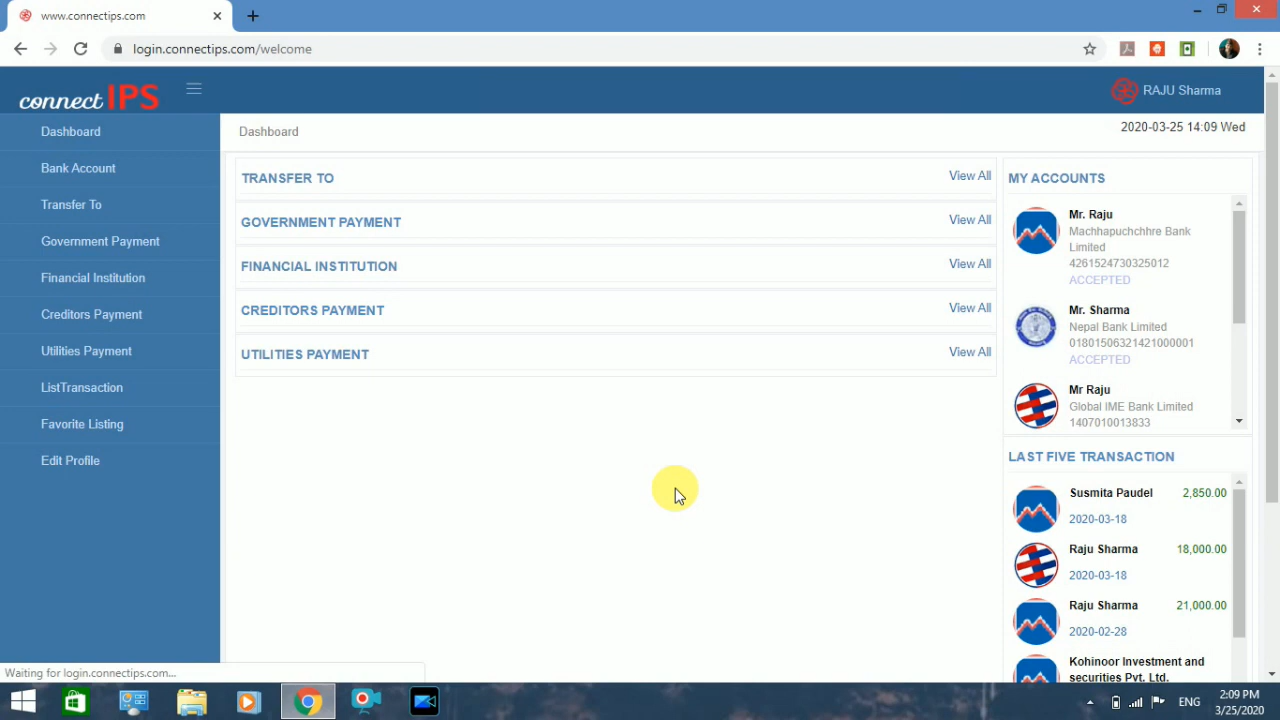 www.connectips.com
login.connectips.com/welcome
connectIPS
RAJU Sharma
Dashboard
Bank Account
Transfer To
Government Payment
Financial Institution
Creditors Payment
Utilities Payment
ListTransaction
Favorite Listing
Edit Profile
Dashboard
2020-03-25 14:09 Wed
TRANSFER TO View All
GOVERNMENT PAYMENT View All
FINANCIAL INSTITUTION View All
CREDITORS PAYMENT View All
UTILITIES PAYMENT View All
MY ACCOUNTS
Mr. Raju
Machhapuchchhre Bank
Limited
4261524730325012
ACCEPTED
Mr. Sharma
Nepal Bank Limited
01801506321421000001
ACCEPTED
Mr Raju
Global IME Bank Limited
1407010013833
LAST FIVE TRANSACTION
Susmita Paudel 2,850.00
2020-03-18
Raju Sharma 18,000.00
2020-03-18
Raju Sharma 21,000.00
2020-02-28
Kohinoor Investment and
securities Pvt. Ltd.
Waiting for login.connectips.com...
ENG
2:09 PM
3/25/2020